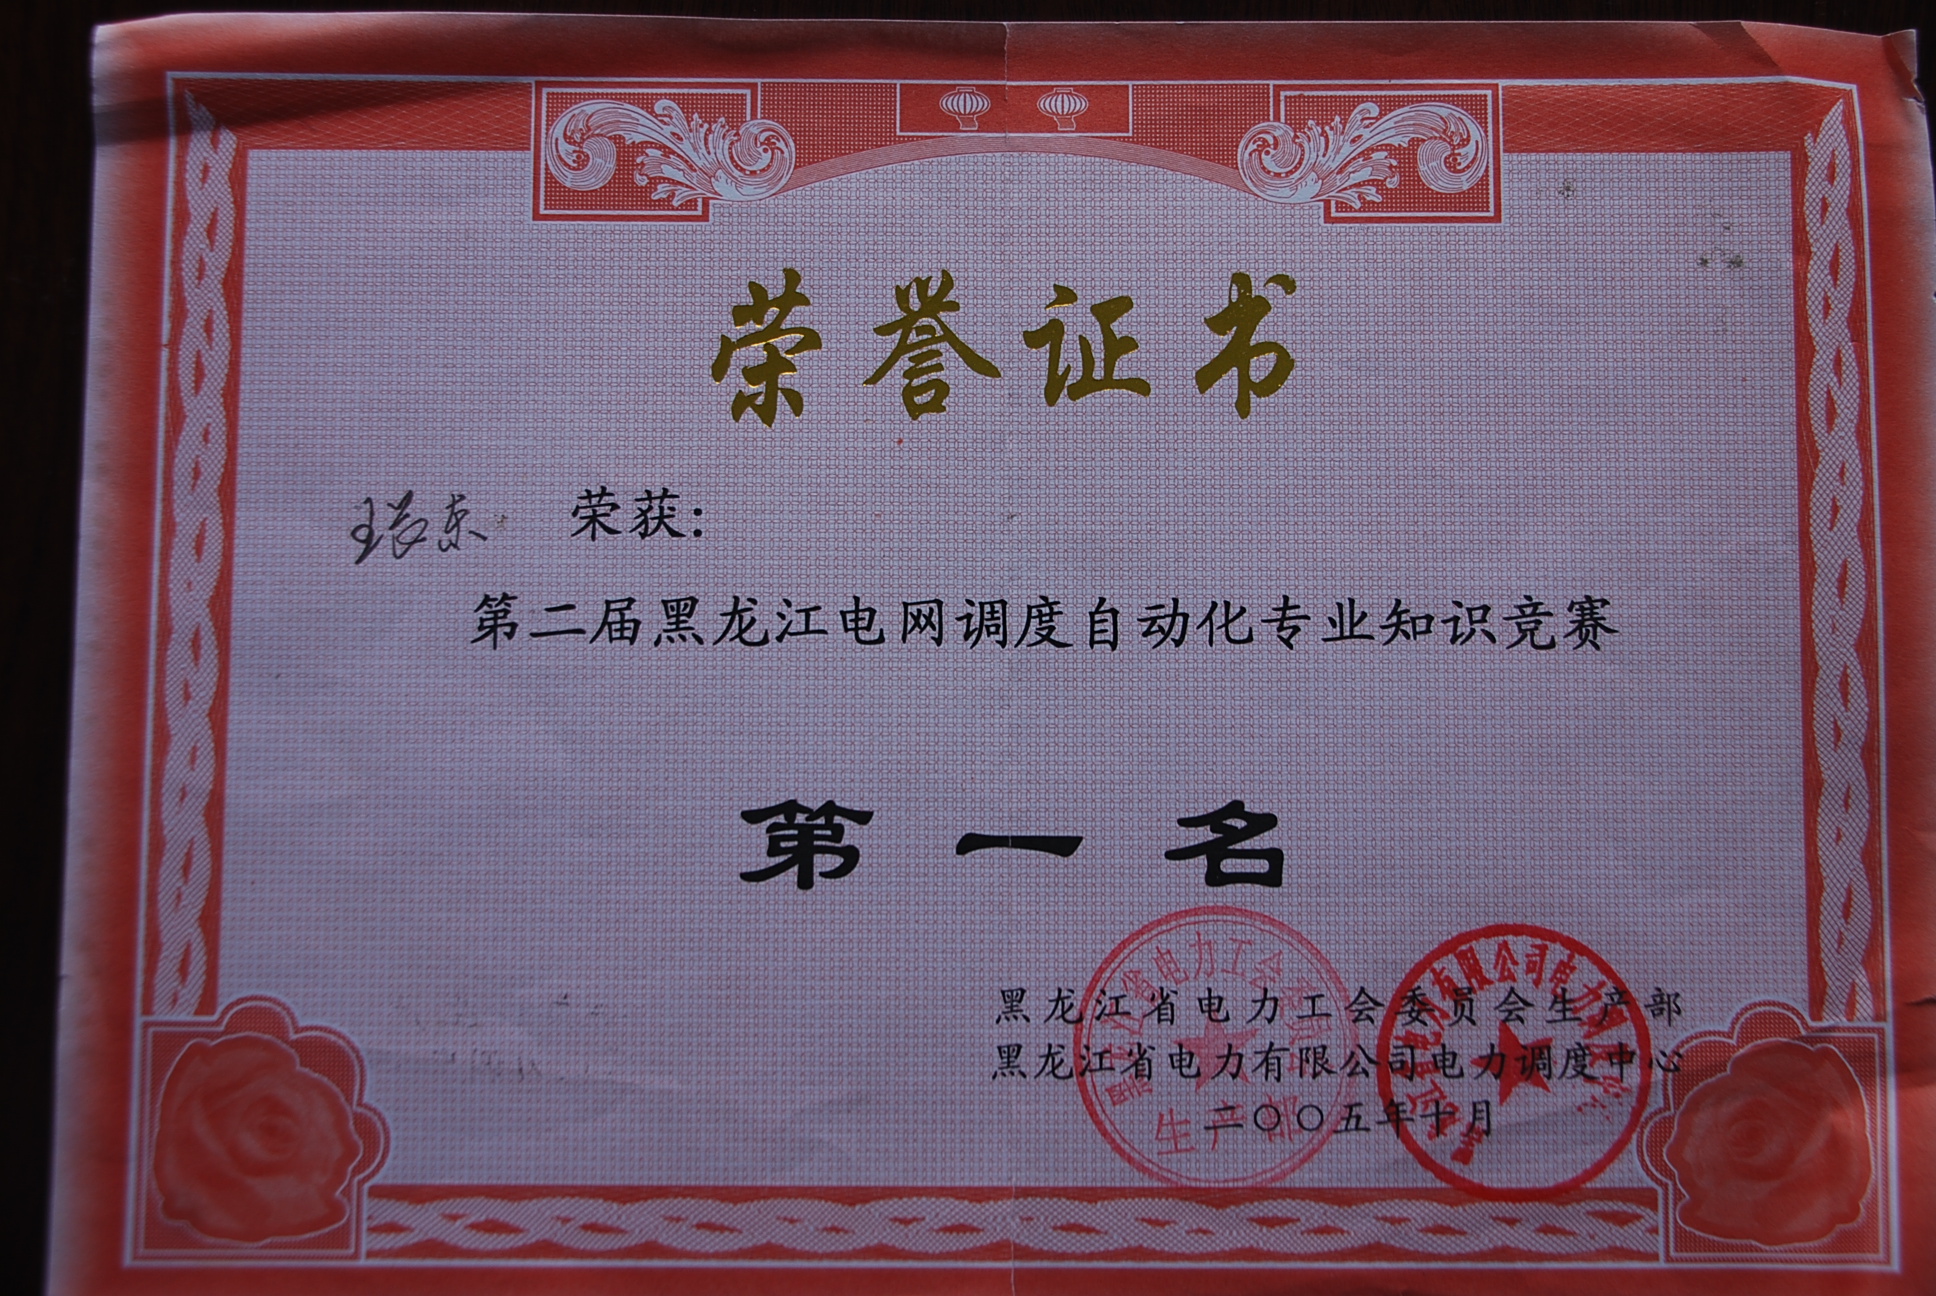 荣誉证书
荣获：
第二届黑龙江电网调度自动化专业知识竞赛
第一名
黑龙江省电力工会委员会生产部
黑龙江省电力有限公司电力调度中心
二〇〇五年十月
生产部